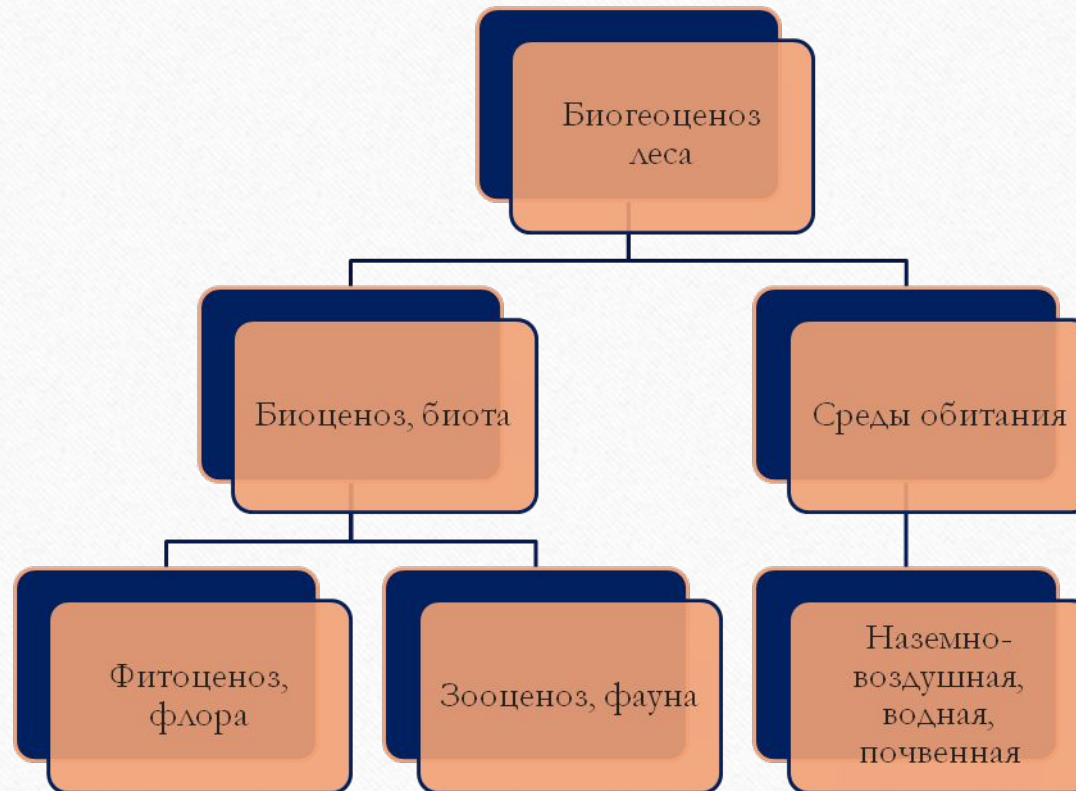 Биогеоценоз
леса
Биоценоз, биота
Среды обитания
Фитоценоз,
флора
Зооценоз, фауна
Наземно-
воздушная,
водная,
почвенная